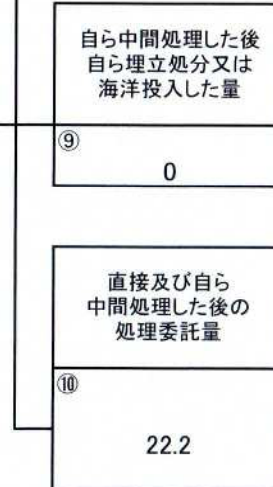 自ら中間処理した後
自ら埋立処分又は
海洋投入した量
⑨
0
直接及び自ら
中間処理した後の
処理委託量
⑩
22.2